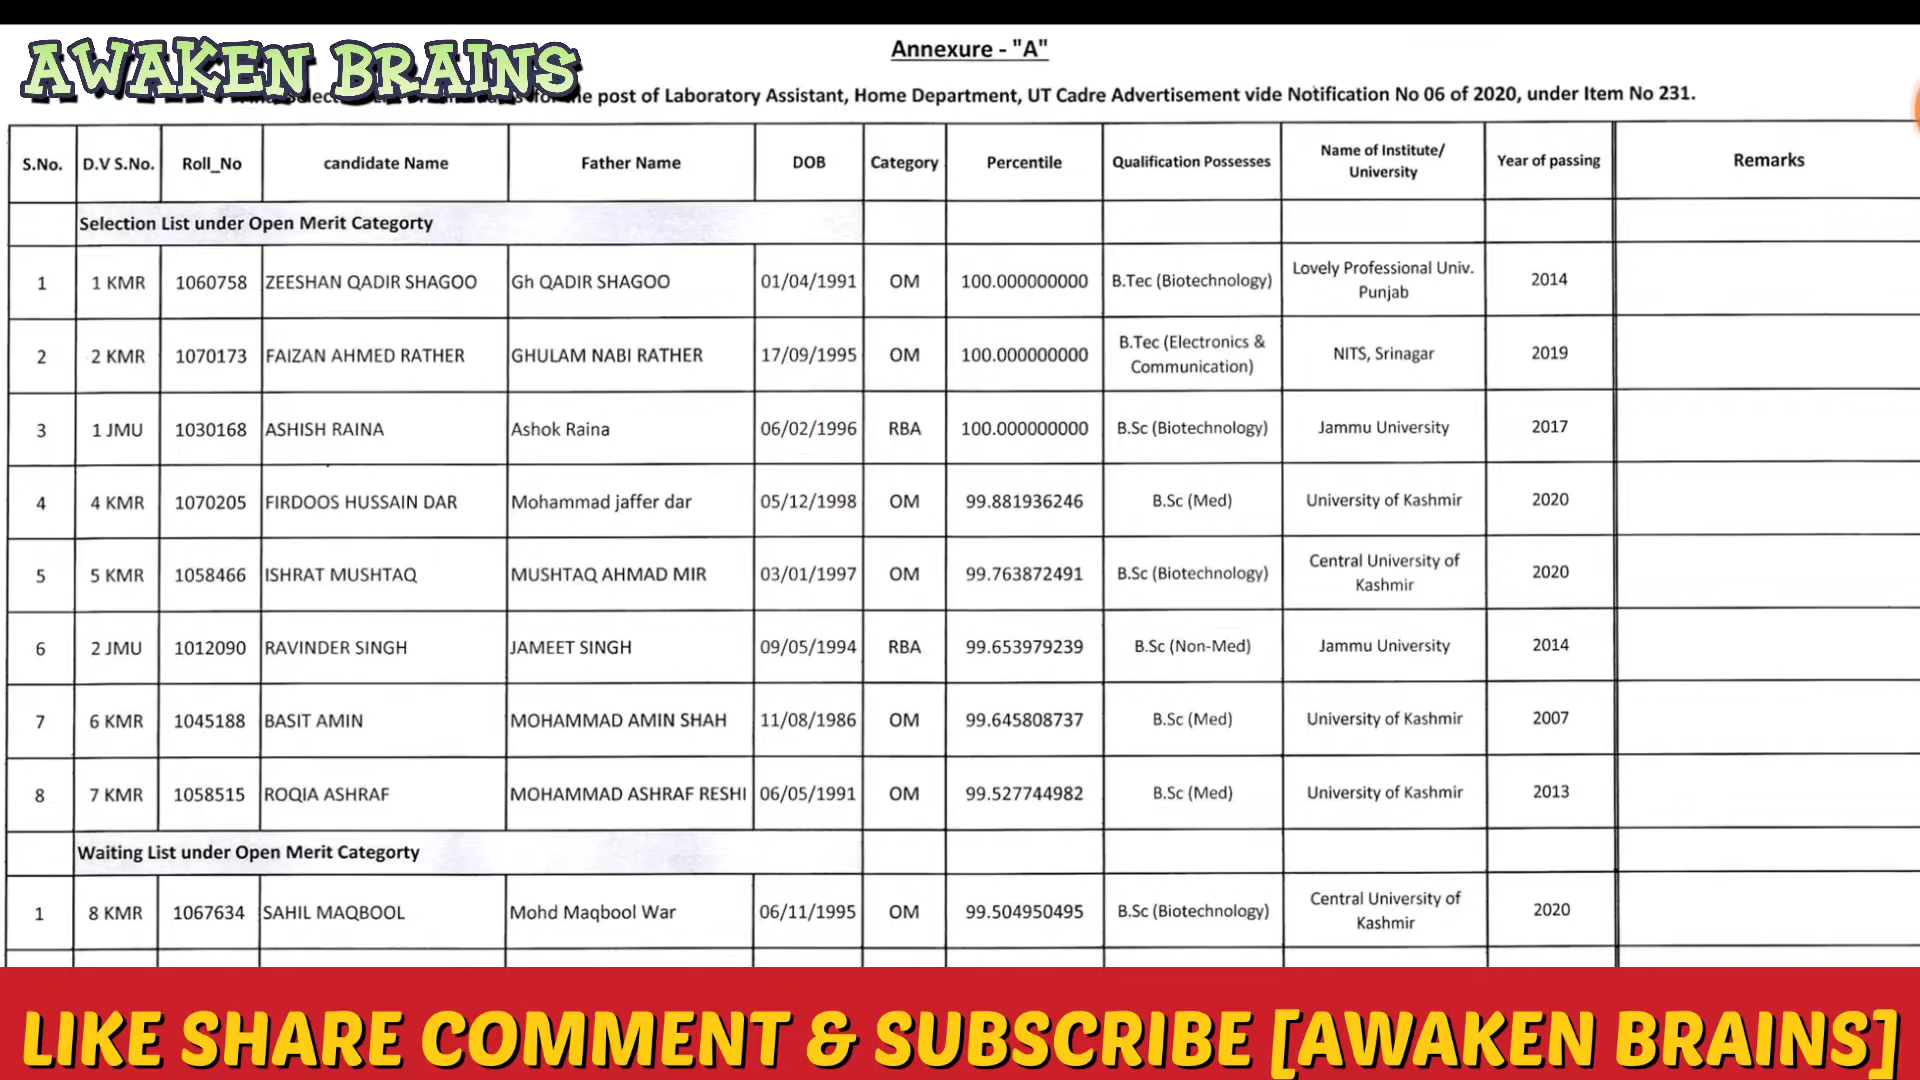 AWAKEN BRAINS
Annexure - "A"
the post of Laboratory Assistant, Home Department, UT Cadre Advertisement vide Notification No 06 of 2020, under Item No 231.
S.No. D.V S.No. Roll_No candidate Name Father Name DOB Category Percentile Qualification Possesses Name of Institute/ University Year of passing Remarks
Selection List under Open Merit Categorty
1 1 KMR 1060758 ZEESHAN QADIR SHAGOO Gh QADIR SHAGOO 01/04/1991 OM 100.000000000 B.Tec (Biotechnology) Lovely Professional Univ. Punjab 2014
2 2 KMR 1070173 FAIZAN AHMED RATHER GHULAM NABI RATHER 17/09/1995 OM 100.000000000 B.Tec (Electronics & Communication) NITS, Srinagar 2019
3 1 JMU 1030168 ASHISH RAINA Ashok Raina 06/02/1996 RBA 100.000000000 B.Sc (Biotechnology) Jammu University 2017
4 4 KMR 1070205 FIRDOOS HUSSAIN DAR Mohammad jaffer dar 05/12/1998 OM 99.881936246 B.Sc (Med) University of Kashmir 2020
5 5 KMR 1058466 ISHRAT MUSHTAQ MUSHTAQ AHMAD MIR 03/01/1997 OM 99.763872491 B.Sc (Biotechnology) Central University of Kashmir 2020
6 2 JMU 1012090 RAVINDER SINGH JAMEET SINGH 09/05/1994 RBA 99.653979239 B.Sc (Non-Med) Jammu University 2014
7 6 KMR 1045188 BASIT AMIN MOHAMMAD AMIN SHAH 11/08/1986 OM 99.645808737 B.Sc (Med) University of Kashmir 2007
8 7 KMR 1058515 ROQIA ASHRAF MOHAMMAD ASHRAF RESHI 06/05/1991 OM 99.527744982 B.Sc (Med) University of Kashmir 2013
Waiting List under Open Merit Categorty
1 8 KMR 1067634 SAHIL MAQBOOL Mohd Maqbool War 06/11/1995 OM 99.504950495 B.Sc (Biotechnology) Central University of Kashmir 2020
LIKE SHARE COMMENT & SUBSCRIBE [AWAKEN BRAINS]